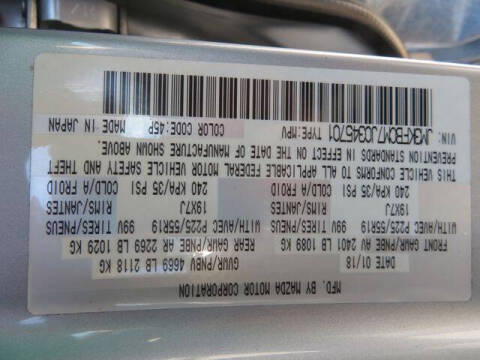 MFD. BY MAZDA MOTOR CORPORATION
DATE 01/18 GVWR/PNBV 4669 LB 2118 KG
FRONT GAWR/PNBE AV 2401 LB 1089 KG REAR GAWR/PNBE AR 2269 LB 1029 KG
WITH/AVEC P225/55R19 99V TIRES/PNEUS WITH/AVEC P225/55R19 99V TIRES/PNEUS
19X7J RIMS/JANTES 19X7J RIMS/JANTES
240 KPA/35 PSI COLD/A FROID 240 KPA/35 PSI COLD/A FROID
THIS VEHICLE CONFORMS TO ALL APPLICABLE FEDERAL MOTOR VEHICLE SAFETY AND THEFT
PREVENTION STANDARDS IN EFFECT ON THE DATE OF MANUFACTURE SHOWN ABOVE.
VIN: JM3KFBCM7J0345701 TYPE:MPV COLOR CODE:45P MADE IN JAPAN